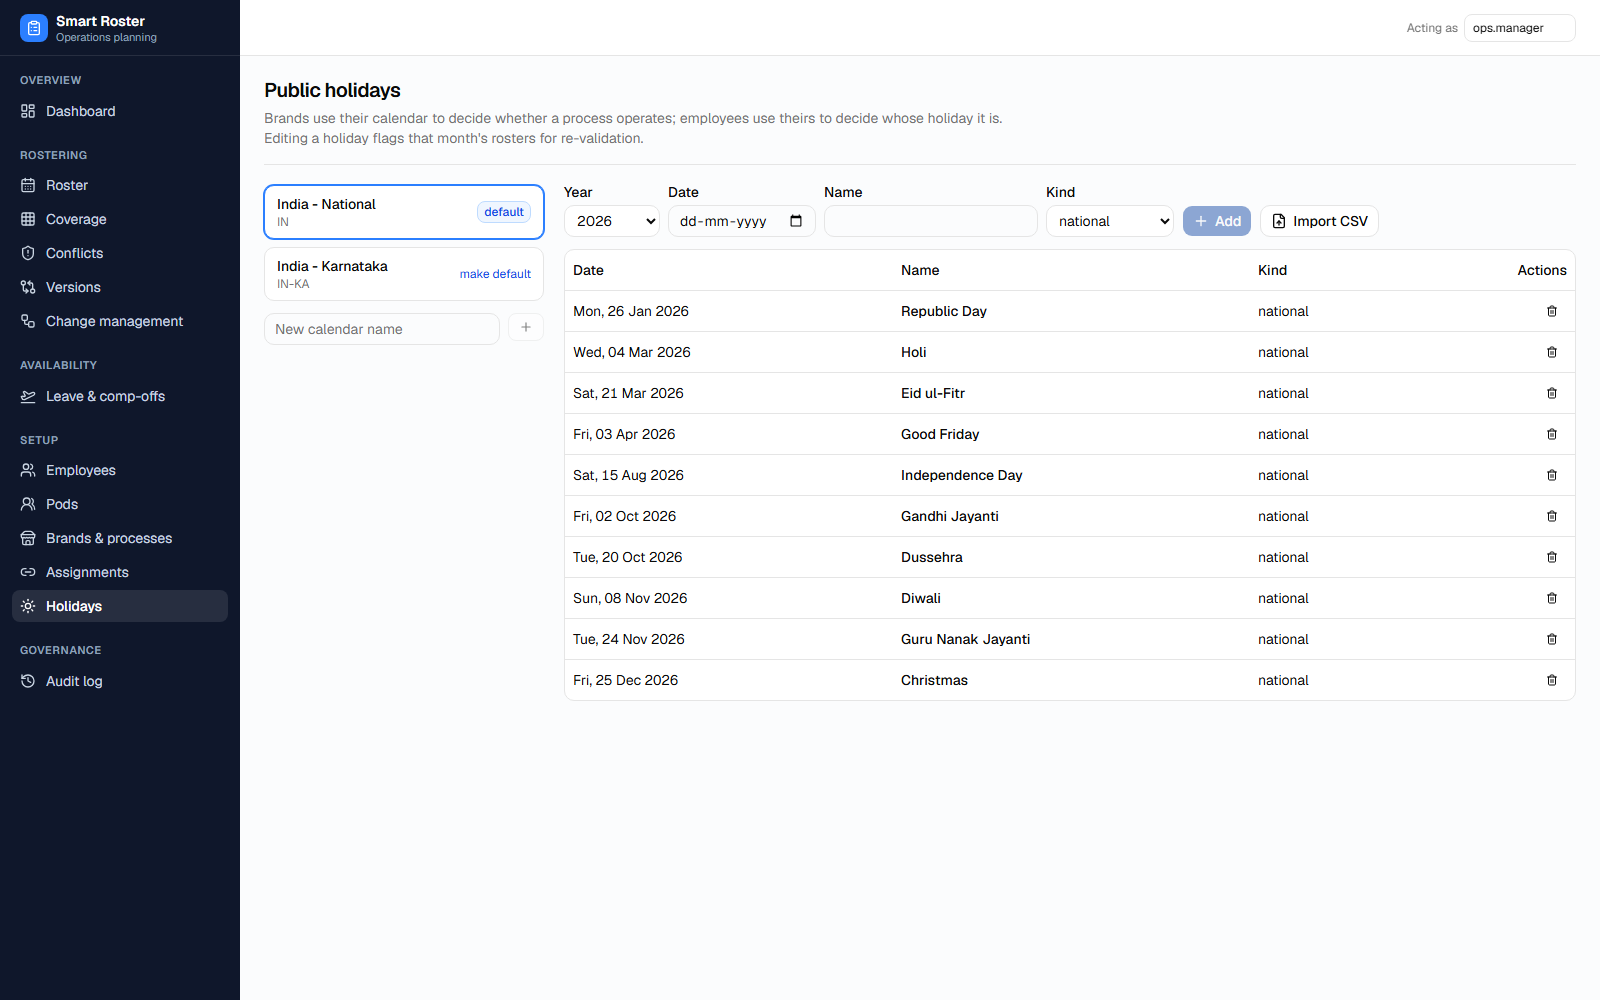 Smart Roster
Operations planning
OVERVIEW
Dashboard
ROSTERING
Roster
Coverage
Conflicts
Versions
Change management
AVAILABILITY
Leave & comp-offs
SETUP
Employees
Pods
Brands & processes
Assignments
Holidays
GOVERNANCE
Audit log
Acting as ops.manager
Public holidays
Brands use their calendar to decide whether a process operates; employees use theirs to decide whose holiday it is.
Editing a holiday flags that month's rosters for re-validation.
India - National
IN
default
India - Karnataka
IN-KA
make default
New calendar name
+
Year Date Name Kind
2026 dd-mm-yyyy national + Add Import CSV
Date Name Kind Actions
Mon, 26 Jan 2026 Republic Day national
Wed, 04 Mar 2026 Holi national
Sat, 21 Mar 2026 Eid ul-Fitr national
Fri, 03 Apr 2026 Good Friday national
Sat, 15 Aug 2026 Independence Day national
Fri, 02 Oct 2026 Gandhi Jayanti national
Tue, 20 Oct 2026 Dussehra national
Sun, 08 Nov 2026 Diwali national
Tue, 24 Nov 2026 Guru Nanak Jayanti national
Fri, 25 Dec 2026 Christmas national